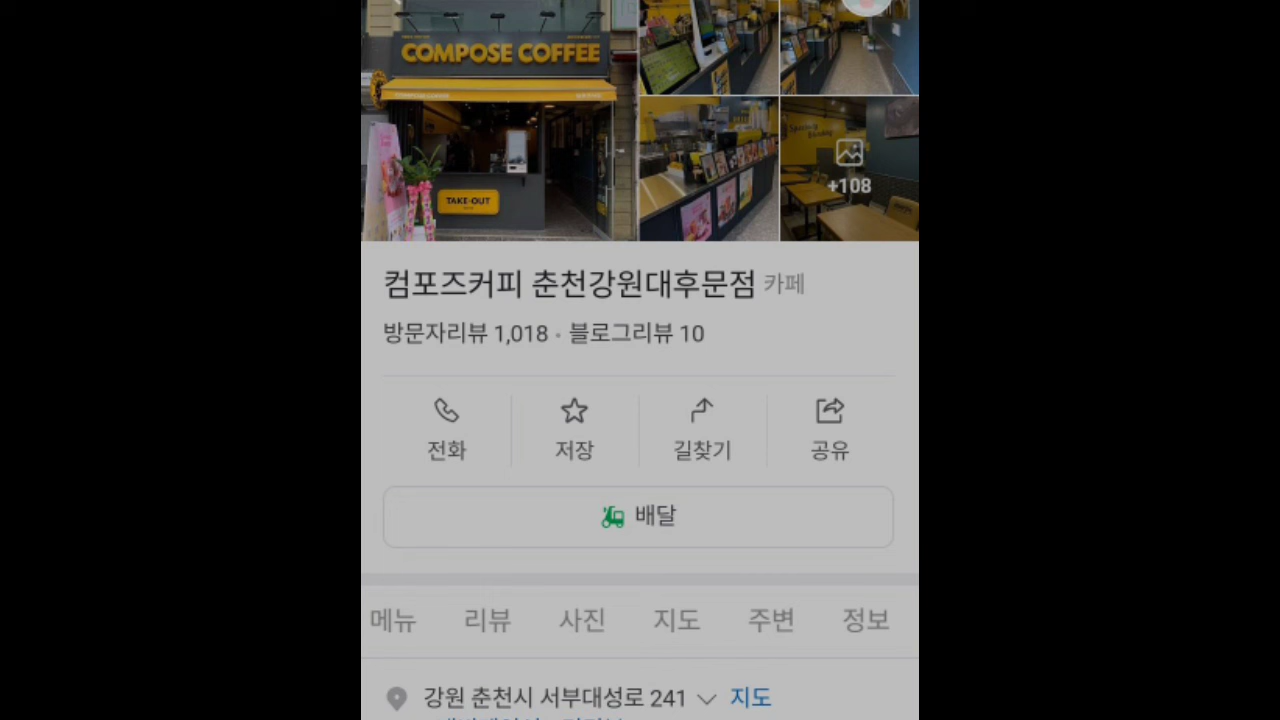 COMPOSE COFFEE
TAKE-OUT
+108
컴포즈커피 춘천강원대후문점 카페
방문자리뷰 1,018 · 블로그리뷰 10
전화 저장 길찾기 공유
배달
메뉴 리뷰 사진 지도 주변 정보
강원 춘천시 서부대성로 241 지도